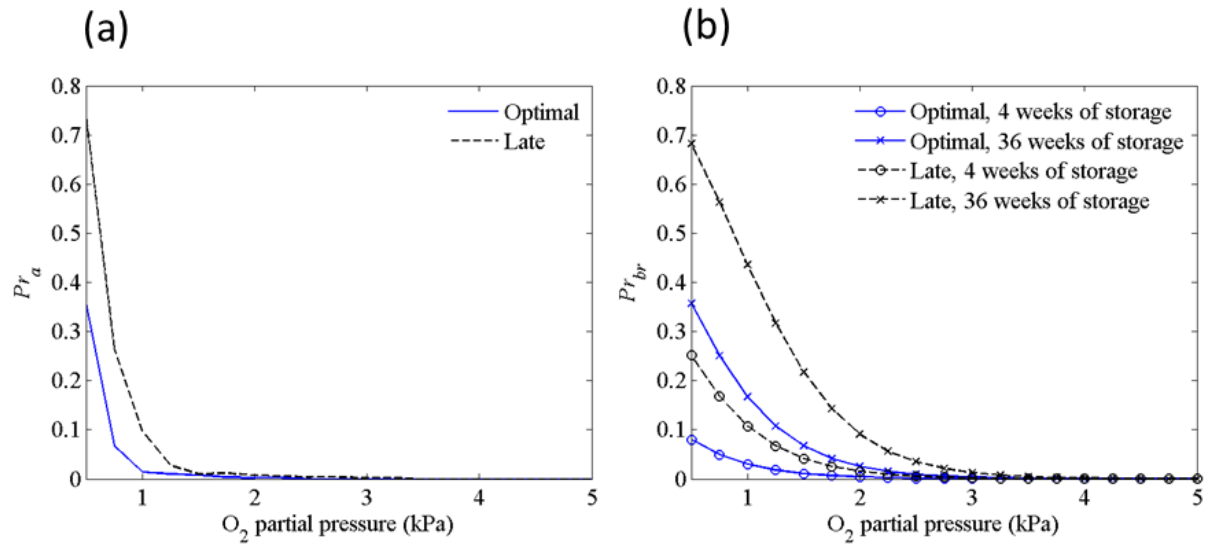 (a)
0.8
0.7
0.6
0.5
0.4
0.3
0.2
0.1
0
Pr_a
Optimal
Late
1 2 3 4 5
O₂ partial pressure (kPa)
(b)
0.8
0.7
0.6
0.5
0.4
0.3
0.2
0.1
0
Pr_br
Optimal, 4 weeks of storage
Optimal, 36 weeks of storage
Late, 4 weeks of storage
Late, 36 weeks of storage
1 2 3 4 5
O₂ partial pressure (kPa)